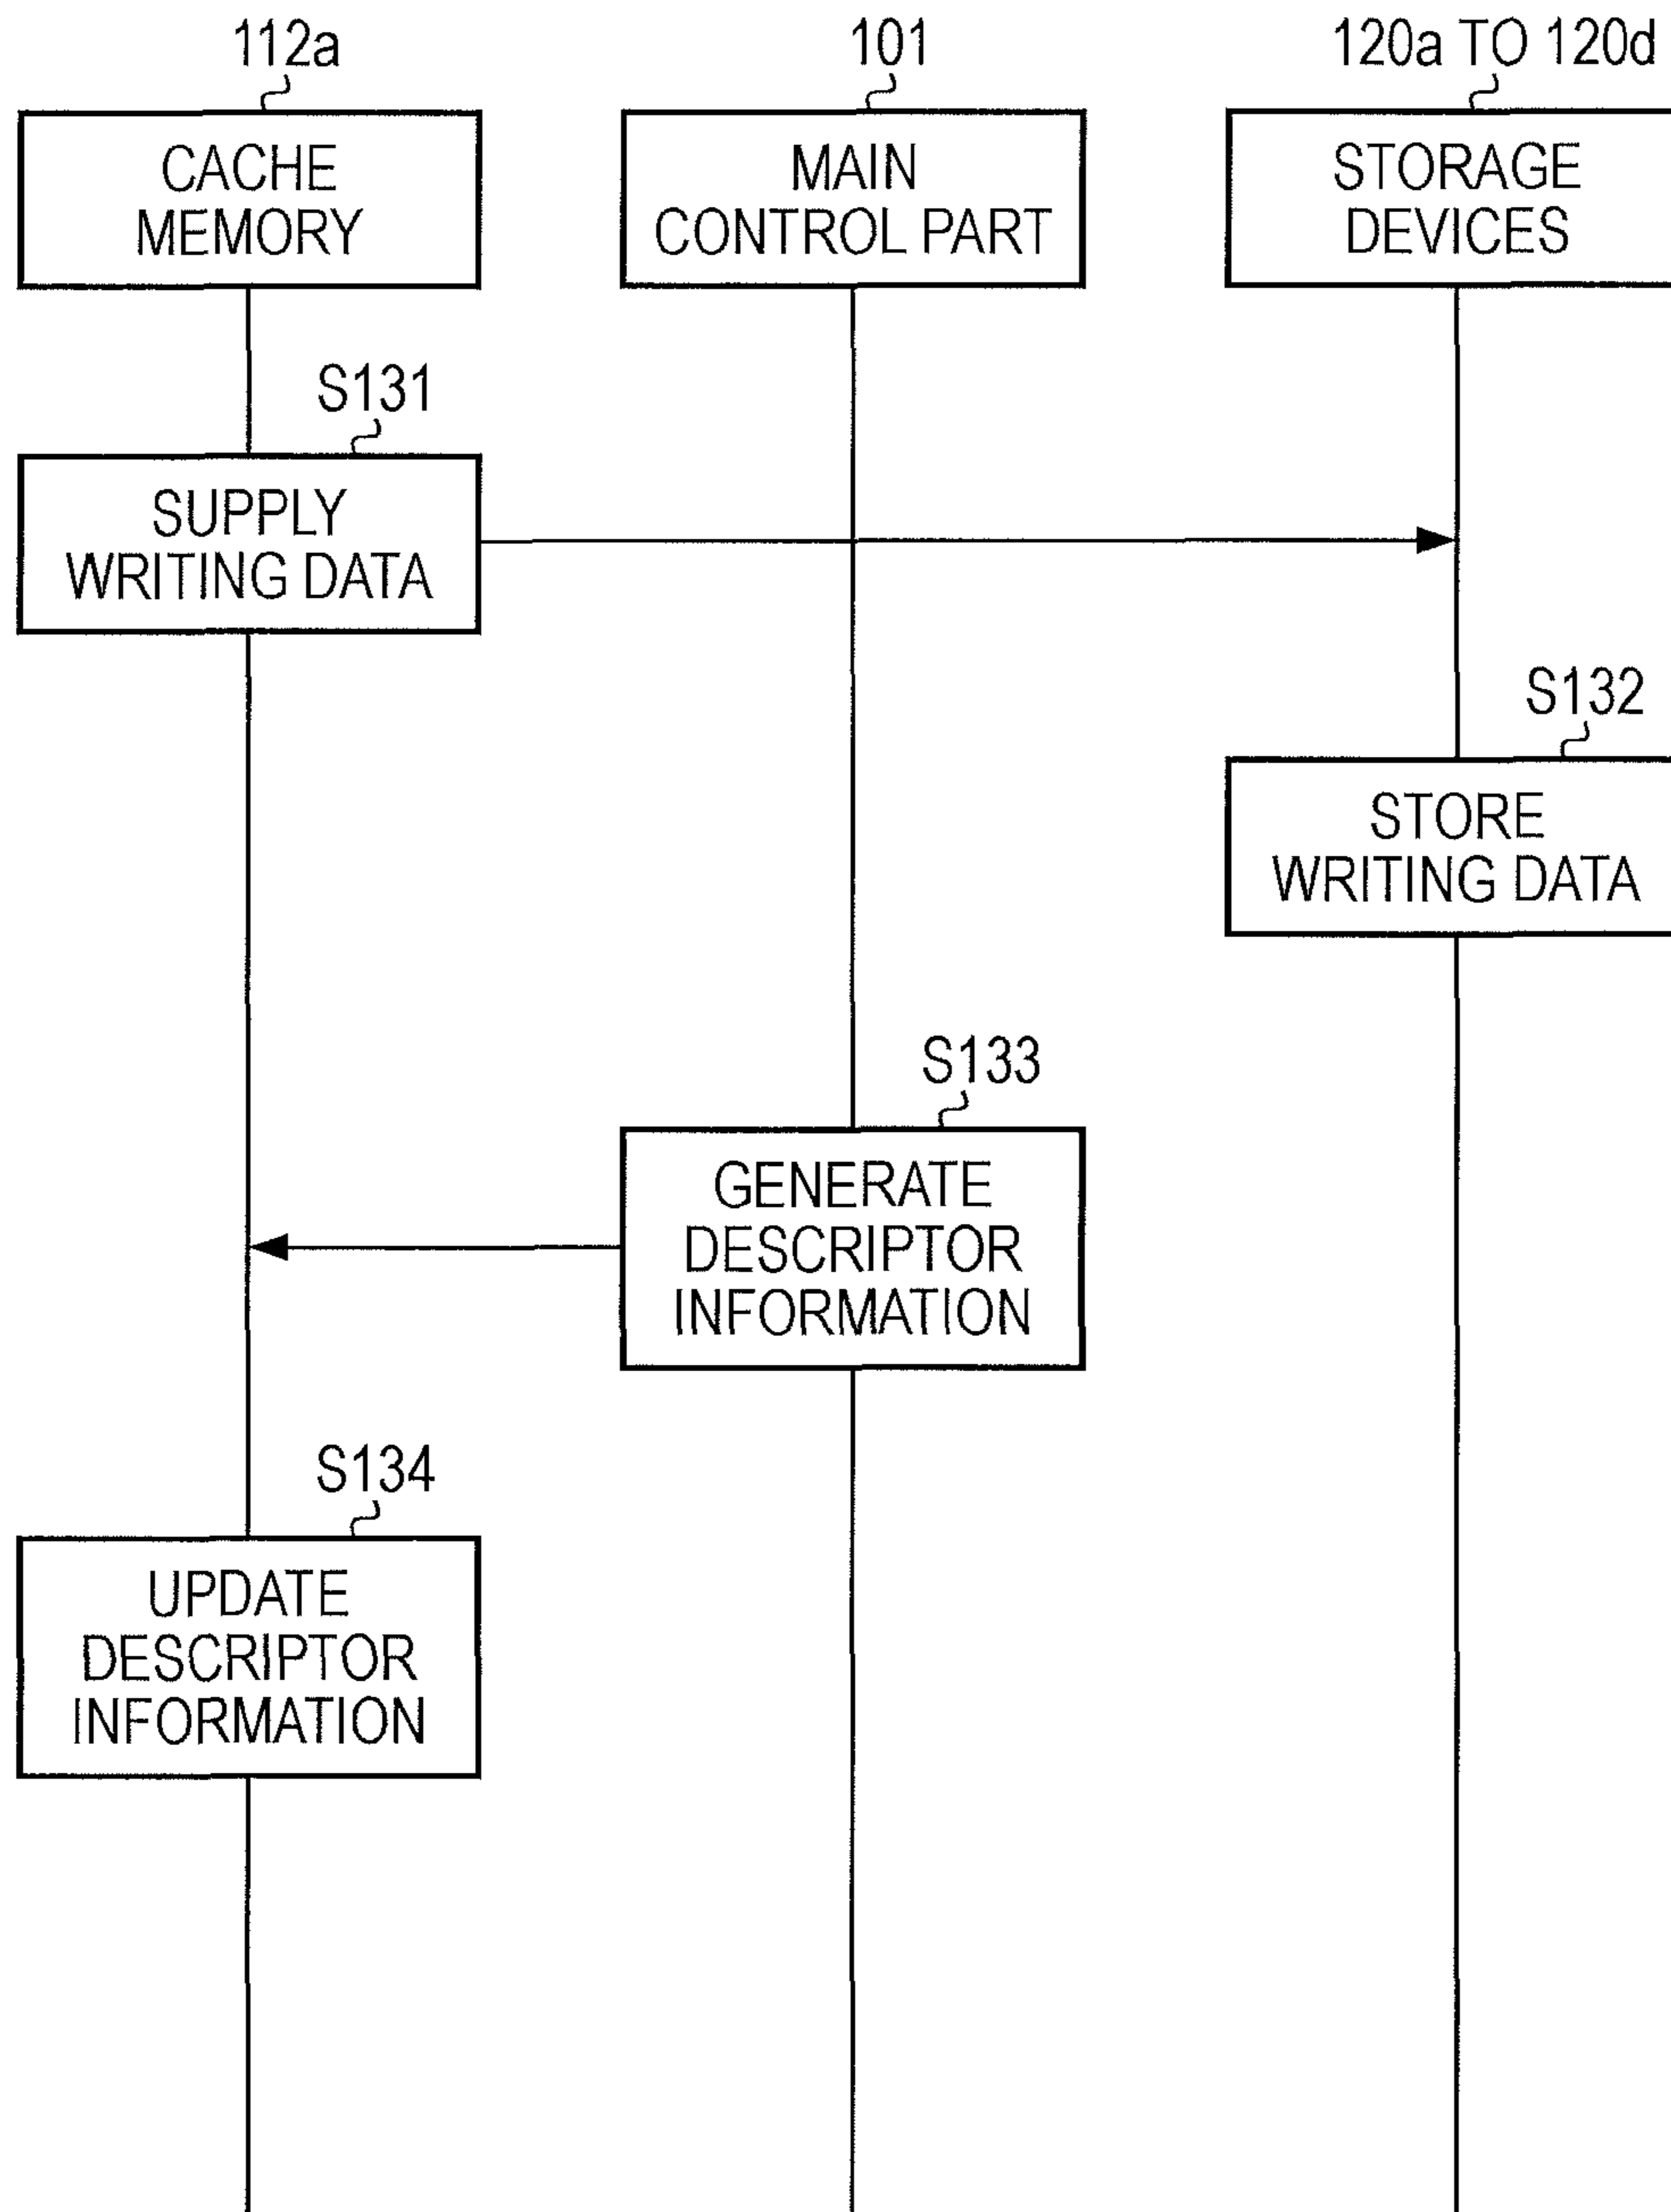 112a
101
120a TO 120d
CACHE
MEMORY
MAIN
CONTROL PART
STORAGE
DEVICES
S131
SUPPLY
WRITING DATA
S132
STORE
WRITING DATA
S133
GENERATE
DESCRIPTOR
INFORMATION
S134
UPDATE
DESCRIPTOR
INFORMATION